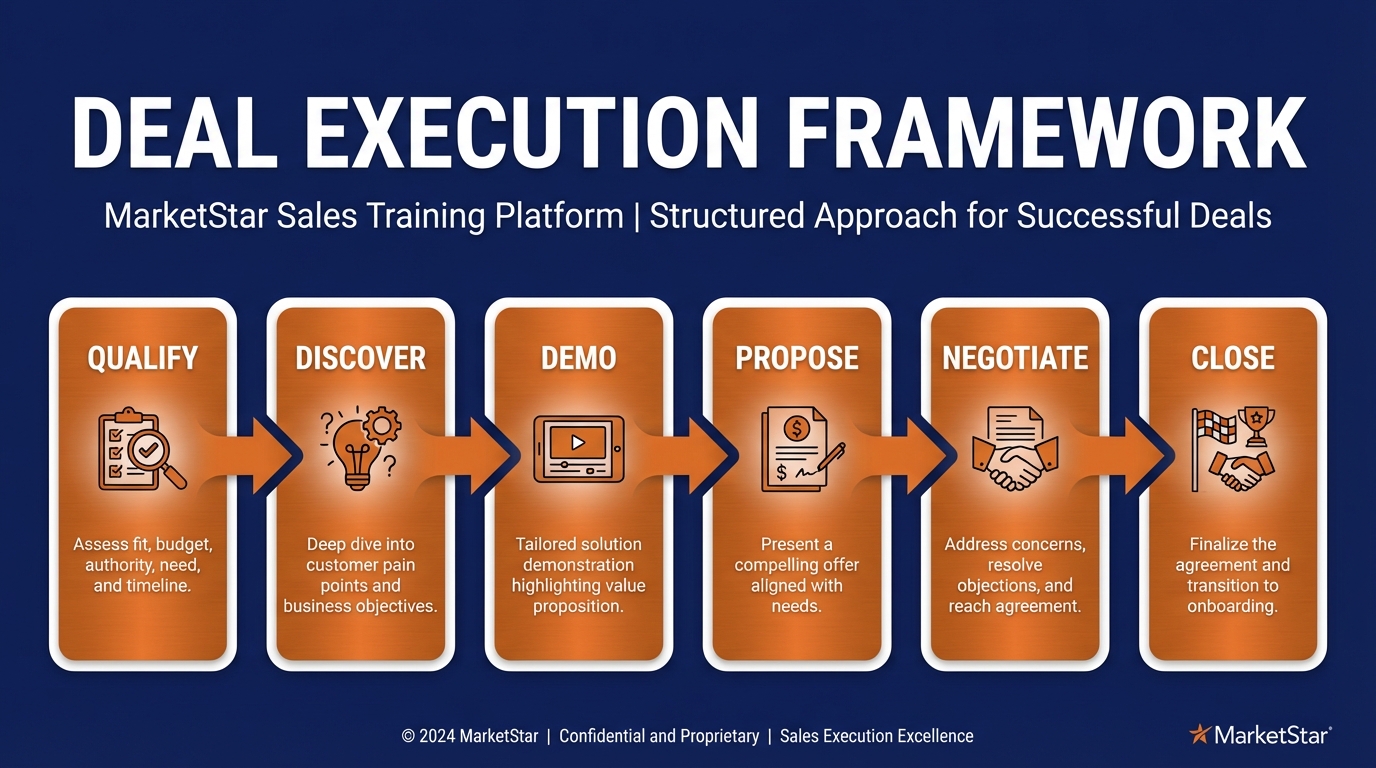 DEAL EXECUTION FRAMEWORK
MarketStar Sales Training Platform | Structured Approach for Successful Deals
QUALIFY
Assess fit, budget,
authority, need,
and timeline.
DISCOVER
Deep dive into
customer pain
points and
business objectives.
DEMO
Tailored solution
demonstration
highlighting value
proposition.
PROPOSE
$
$
Present a
compelling offer
aligned with
needs.
NEGOTIATE
Address concerns,
resolve
objections, and
reach agreement.
CLOSE
Finalize the
agreement and
transition to
onboarding.
© 2024 MarketStar | Confidential and Proprietary | Sales Execution Excellence
MarketStar